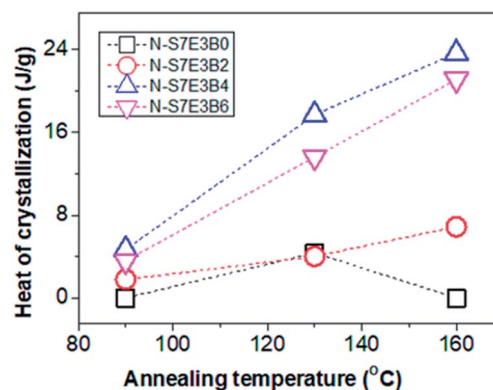 Heat of crystallization (J/g)
24
16
8
0
N-S7E3B0
N-S7E3B2
N-S7E3B4
N-S7E3B6
80
100
120
140
160
Annealing temperature (°C)